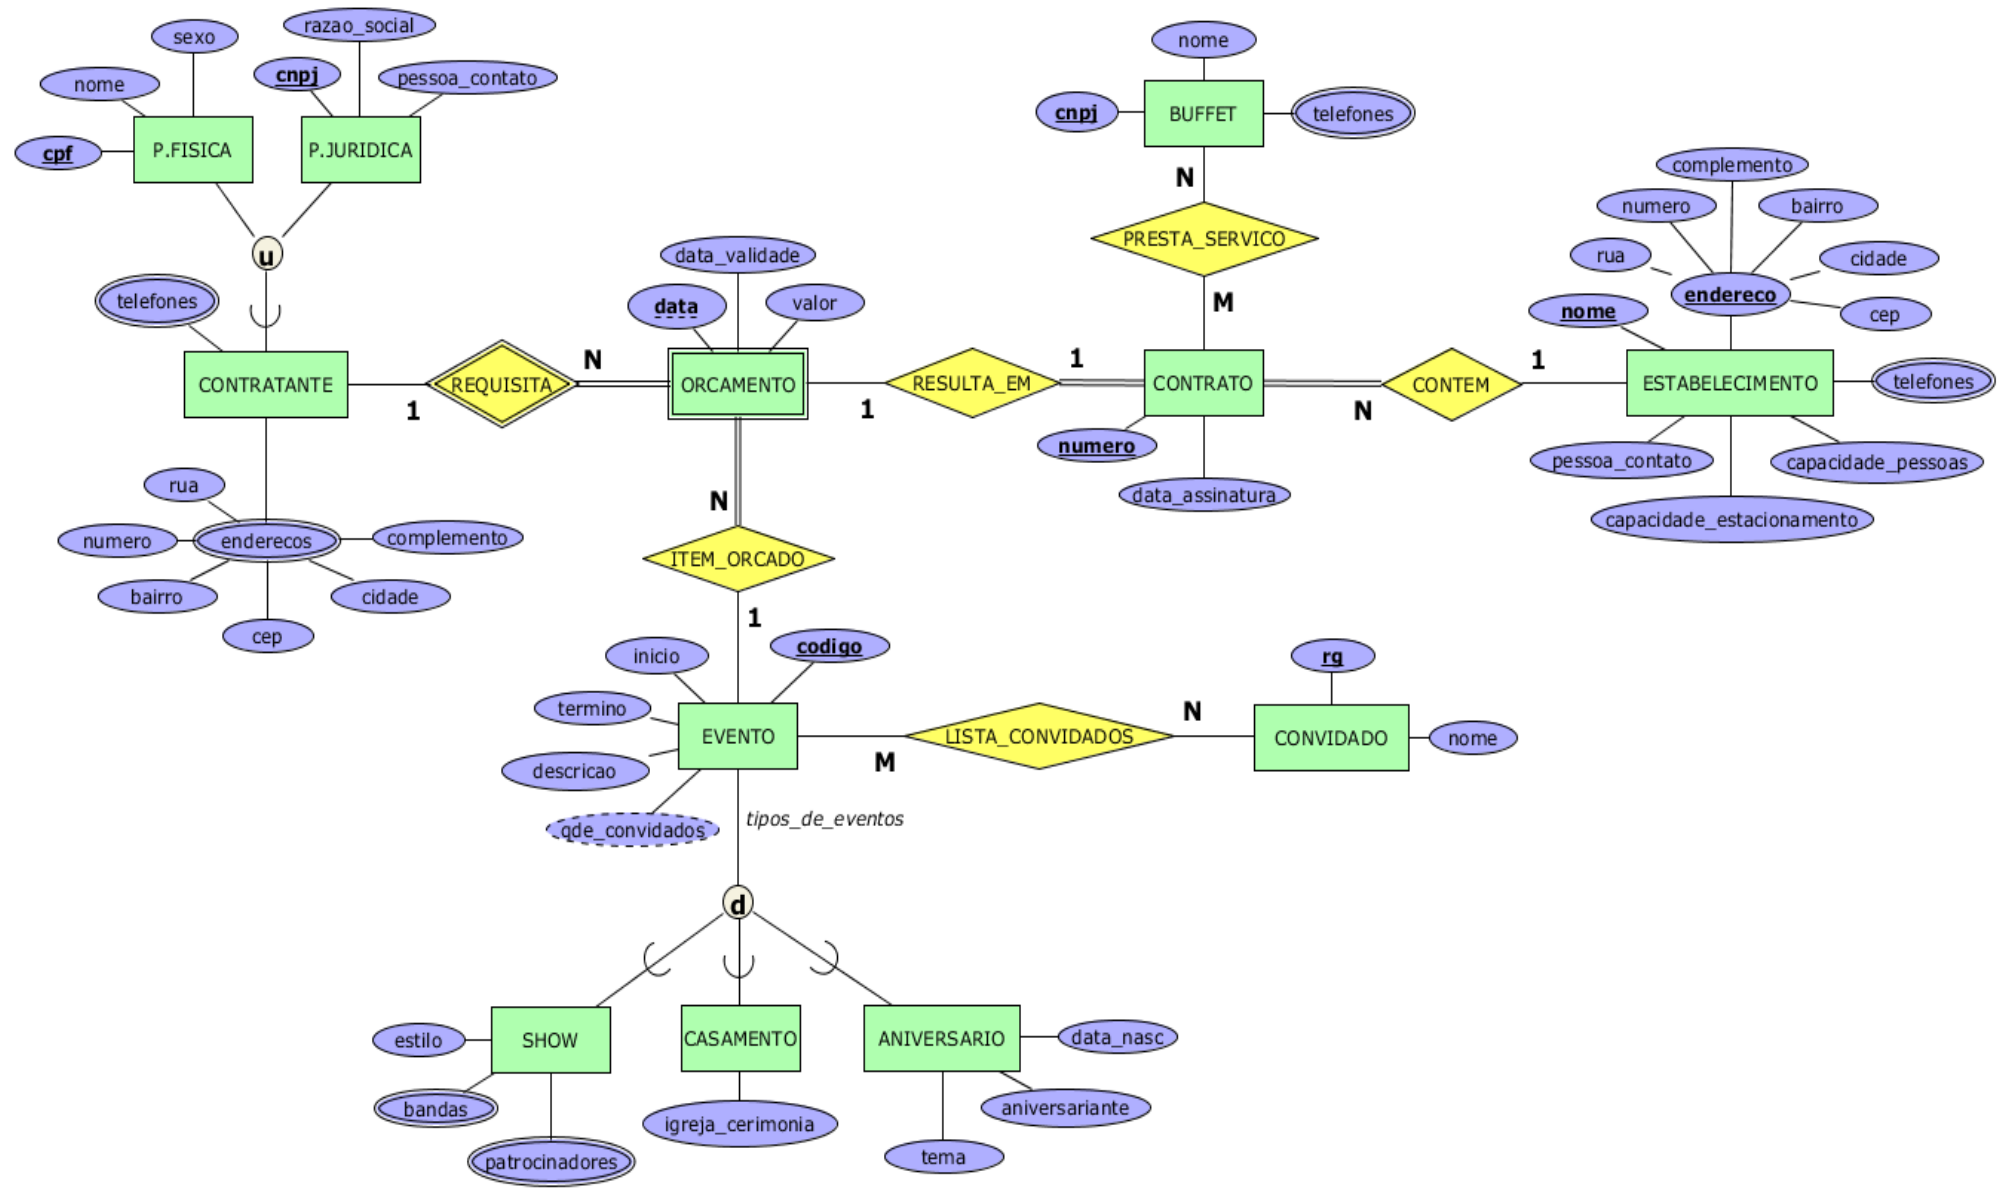 sexo
razao_social
nome
cnpj
pessoa_contato
cpf
P.FISICA
P.JURIDICA
u
telefones
CONTRATANTE
1
REQUISITA
N
rua
numero
enderecos
complemento
bairro
cidade
cep
data_validade
data
valor
ORCAMENTO
1
RESULTA_EM
1
nome
cnpj
BUFFET
telefones
N
PRESTA_SERVICO
M
CONTRATO
numero
data_assinatura
N
CONTEM
1
complemento
numero
bairro
rua
cidade
endereco
nome
cep
ESTABELECIMENTO
telefones
pessoa_contato
capacidade_pessoas
capacidade_estacionamento
N
ITEM_ORCADO
1
inicio
codigo
termino
EVENTO
descricao
qde_convidados
M
LISTA_CONVIDADOS
N
rg
CONVIDADO
nome
tipos_de_eventos
d
estilo
SHOW
bandas
patrocinadores
CASAMENTO
igreja_cerimonia
ANIVERSARIO
data_nasc
aniversariante
tema